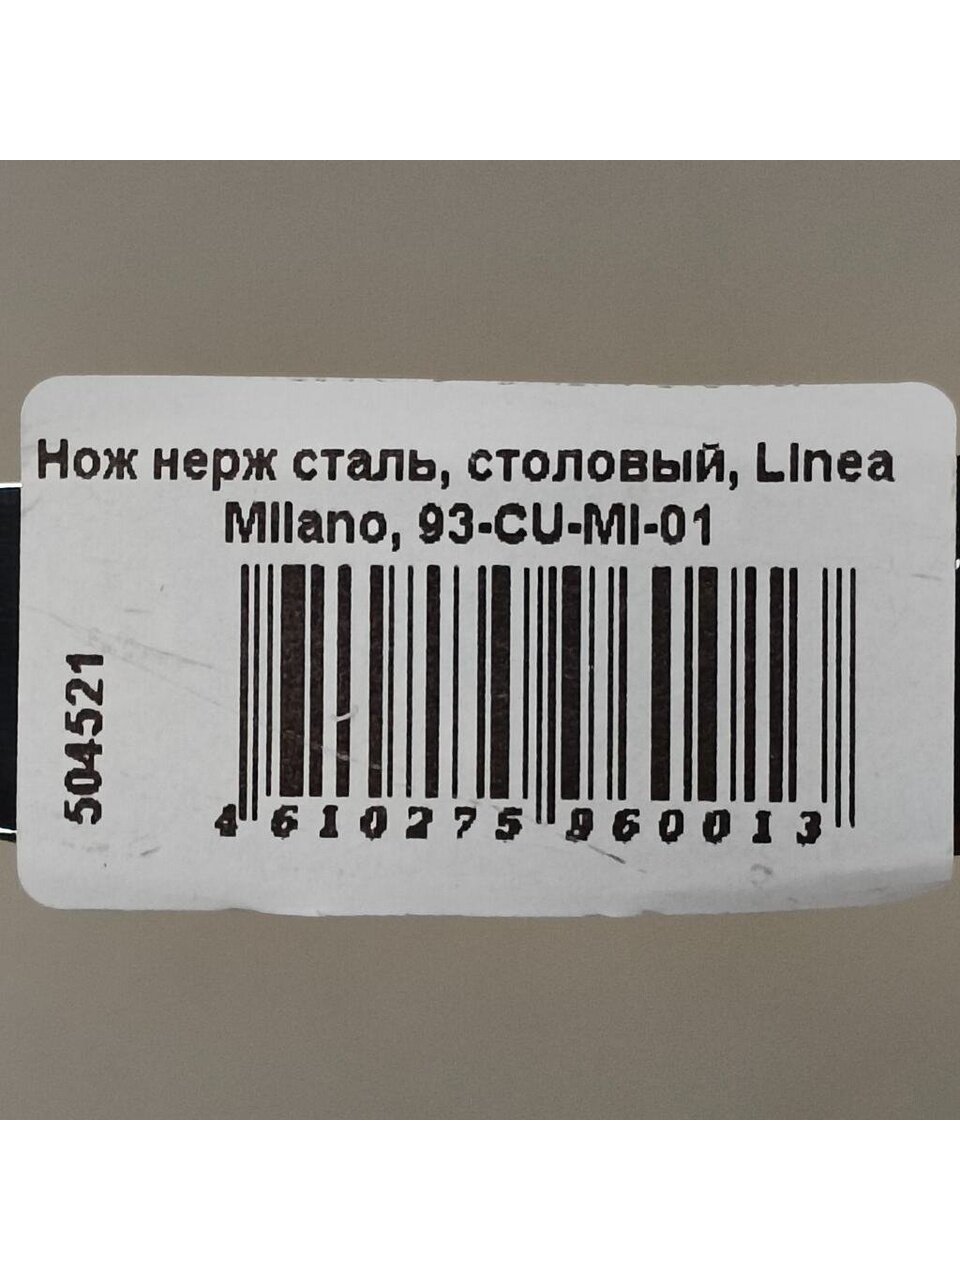 Нож нерж сталь, столовый, Linea
Milano, 93-CU-MI-01
504521
4 610275 960013